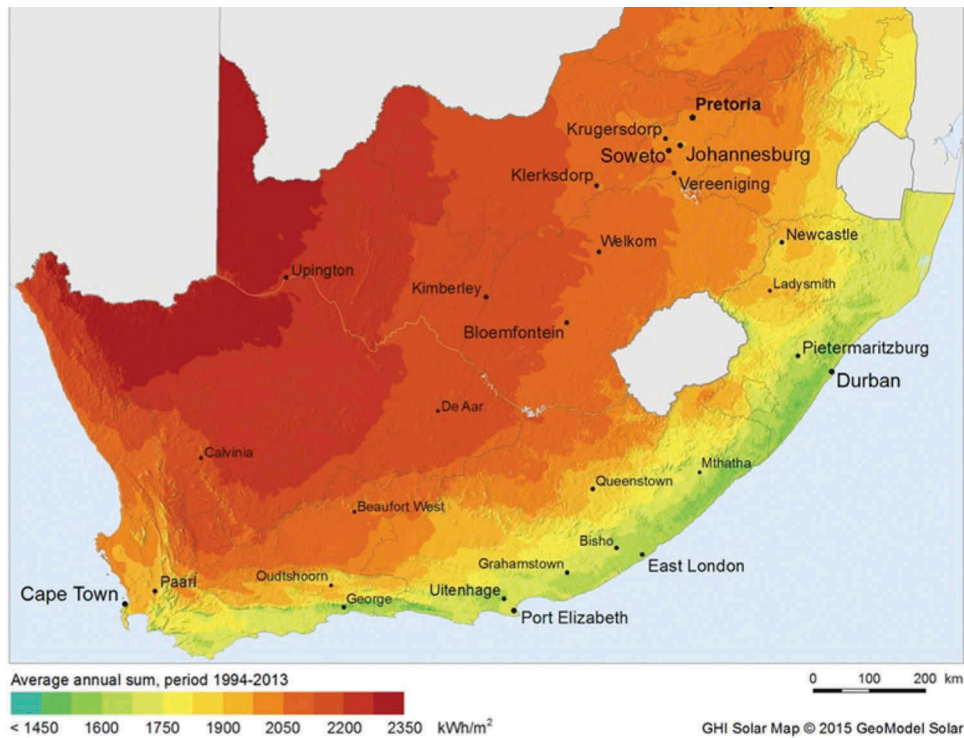 Pretoria
Krugersdorp
Soweto
Johannesburg
Klerksdorp
Vereeniging
Welkom
Newcastle
Upington
Kimberley
Ladysmith
Bloemfontein
Pietermaritzburg
Durban
De Aar
Calvinia
Mthatha
Queenstown
Beaufort West
Bisho
East London
Grahamstown
Oudtshoorn
Paarl
Uitenhage
Cape Town
George
Port Elizabeth
Average annual sum, period 1994-2013
< 1450 1600 1750 1900 2050 2200 2350 kWh/m²
0 100 200 km
GHI Solar Map © 2015 GeoModel Solar